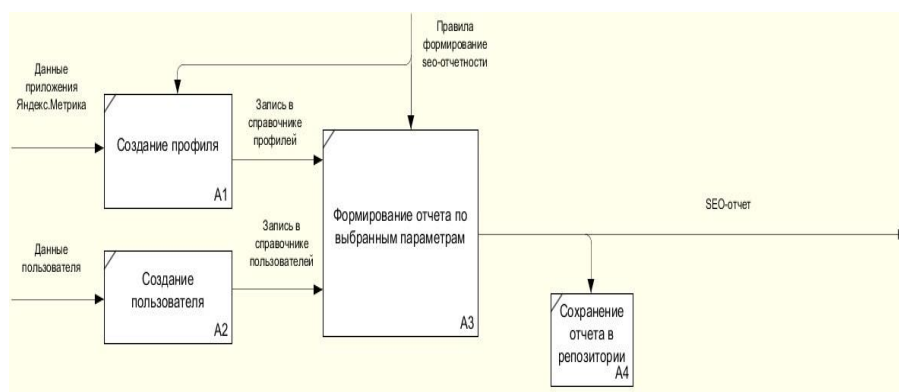 Правила
формирование
seo-отчетности
Данные
приложения
Яндекс.Метрика
Создание профиля
A1
Запись в
справочнике
профилей
Данные
пользователя
Создание
пользователя
A2
Запись в
справочнике
пользователей
Формирование отчета по
выбранным параметрам
A3
SEO-отчет
Сохранение
отчета в
репозитории
A4